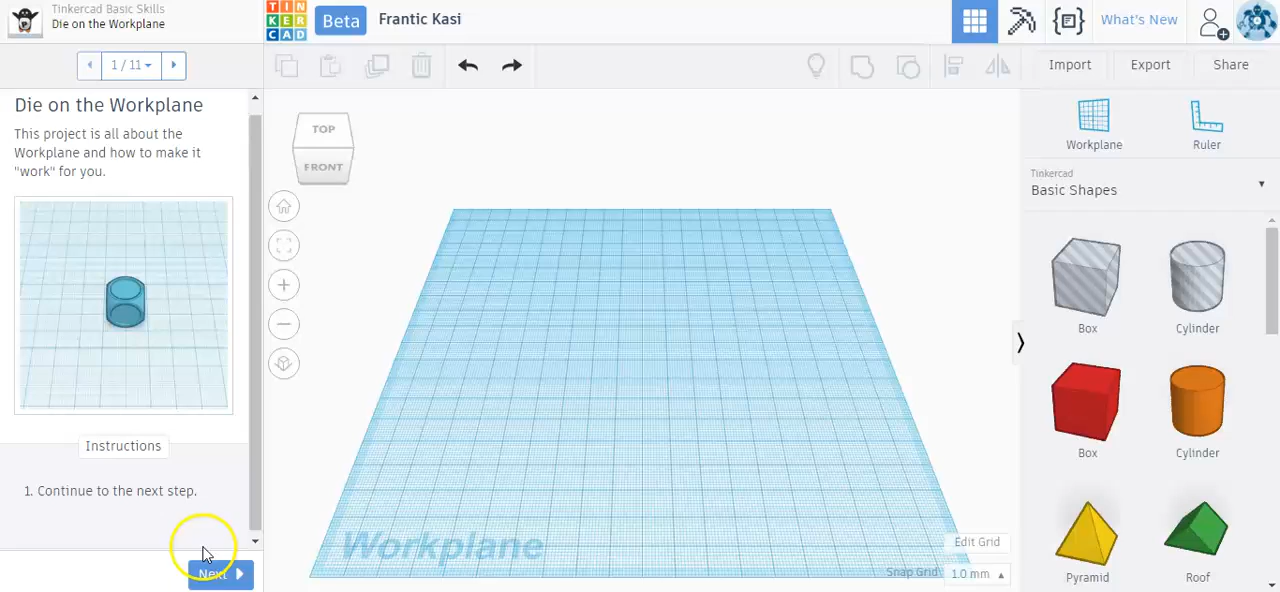 Tinkercad Basic Skills
Die on the Workplane
TIN
KER
CAD
Beta
Frantic Kasi
What's New
1 / 11
Import
Export
Share
Die on the Workplane
This project is all about the
Workplane and how to make it
"work" for you.
Instructions
1. Continue to the next step.
Next
TOP
FRONT
Workplane
Edit Grid
Snap Grid
1.0 mm
Workplane
Ruler
Tinkercad
Basic Shapes
Box
Cylinder
Box
Cylinder
Pyramid
Roof